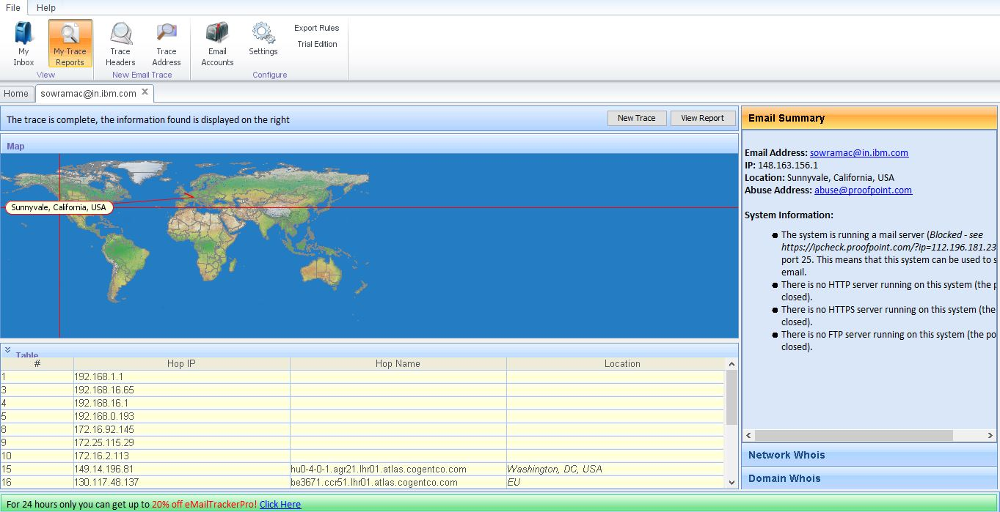 File Help
My Inbox
My Trace Reports
Trace Headers
Trace Address
Email Accounts
Settings
Export Rules
Trial Edition
View
New Email Trace
Configure
Home
sowramac@in.ibm.com X
The trace is complete, the information found is displayed on the right
New Trace
View Report
Map
Sunnyvale, California, USA
Table
# Hop IP Hop Name Location
1 192.168.1.1
3 192.168.16.65
4 192.168.16.1
5 192.168.0.193
8 172.16.92.145
9 172.25.115.29
10 172.16.2.113
15 149.14.196.81 hu0-4-0-1.agr21.lhr01.atlas.cogentco.com Washington, DC, USA
16 130.117.48.137 be3671.ccr51.lhr01.atlas.cogentco.com EU
Email Summary
Email Address: sowramac@in.ibm.com
IP: 148.163.156.1
Location: Sunnyvale, California, USA
Abuse Address: abuse@proofpoint.com
System Information:
● The system is running a mail server (Blocked - see
https://ipcheck.proofpoint.com/?ip=112.196.181.23
port 25. This means that this system can be used to s
email.
● There is no HTTP server running on this system (the p
closed).
● There is no HTTPS server running on this system (the
closed).
● There is no FTP server running on this system (the po
closed).
Network Whois
Domain Whois
For 24 hours only you can get up to 20% off eMailTrackerPro! Click Here